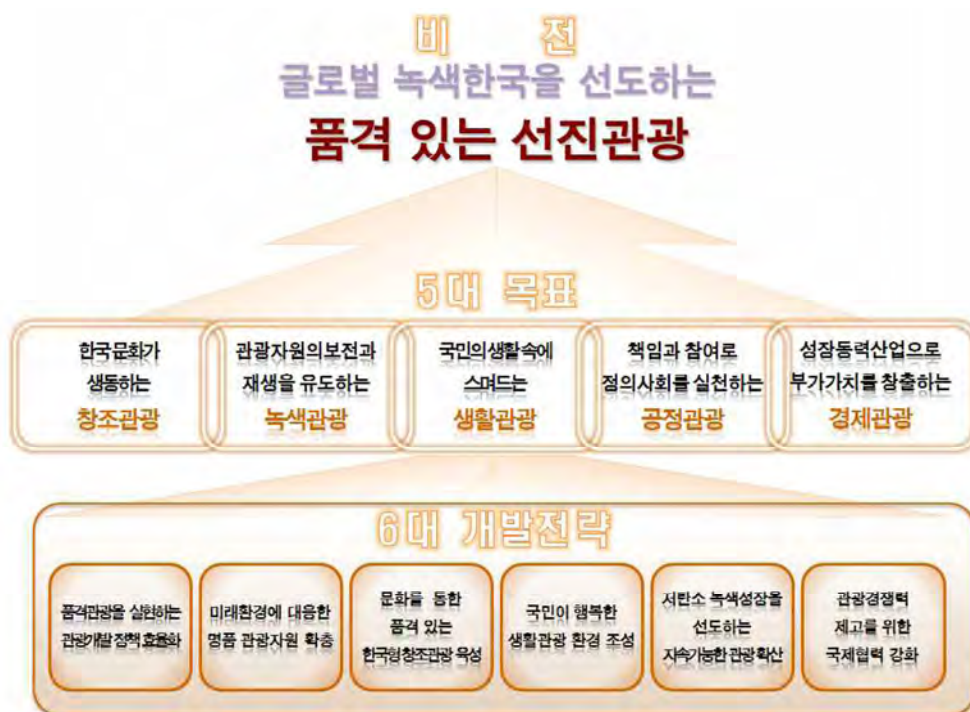 비 전
글로벌 녹색한국을 선도하는
품격 있는 선진관광
5대 목표
한국문화가
생동하는
창조관광
관광자원의보전과
재생을 유도하는
녹색관광
국민의생활속에
스며드는
생활관광
책임과 참여로
정의사회를 실천하는
공정관광
성장동력산업으로
부가가치를 창출하는
경제관광
6대 개발전략
품격관광을 실현하는
관광개발 정책 효율화
미래환경에 대응한
명품 관광자원 확충
문화를 통한
품격 있는
한국형창조관광 육성
국민이 행복한
생활관광 환경 조성
저탄소 녹색성장을
선도하는
지속가능한 관광 확산
관광경쟁력
제고를 위한
국제협력 강화